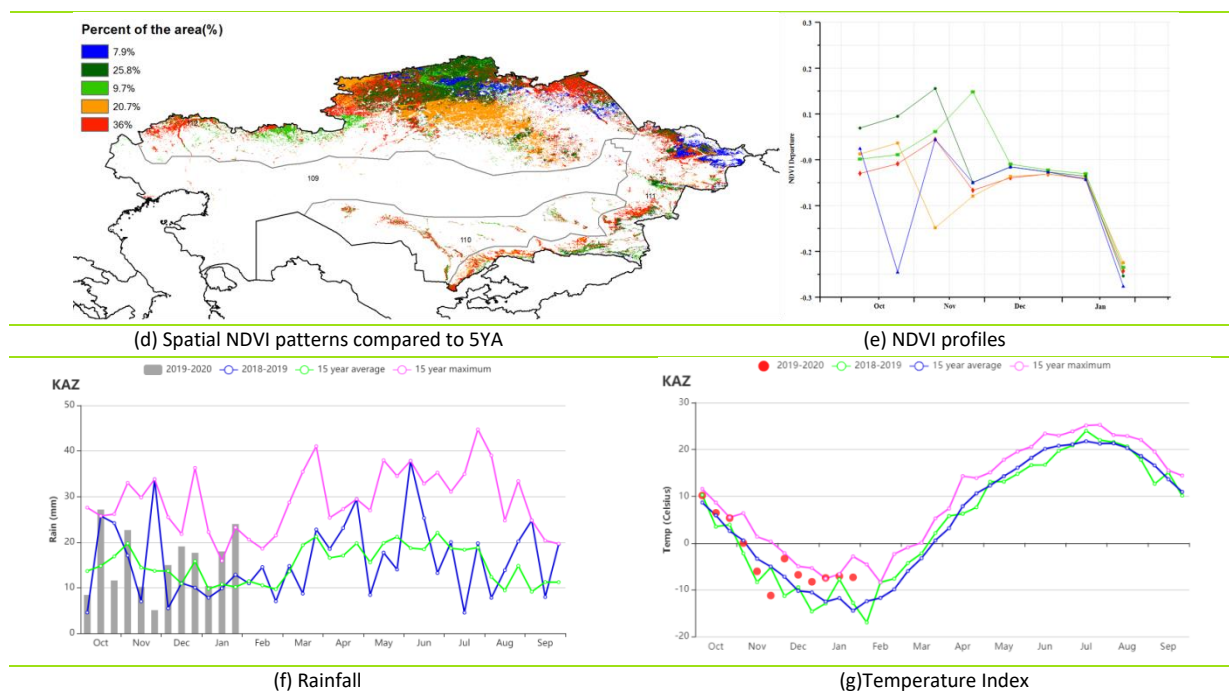 Percent of the area(%)
7.9%
25.8%
9.7%
20.7%
36%
109
110
111
0.3
0.2
0.1
-0.0
-0.1
-0.2
-0.3
NDVI Departure
Oct Nov Dec Jan
(d) Spatial NDVI patterns compared to 5YA
(e) NDVI profiles
2019-2020 2018-2019 15 year average 15 year maximum
KAZ
50
40
30
20
10
0
Rain (mm)
Oct Nov Dec Jan Feb Mar Apr May Jun Jul Aug Sep
(f) Rainfall
2019-2020 2018-2019 15 year average 15 year maximum
KAZ
30
20
10
0
-10
-20
Temp (Celsius)
Oct Nov Dec Jan Feb Mar Apr May Jun Jul Aug Sep
(g)Temperature Index